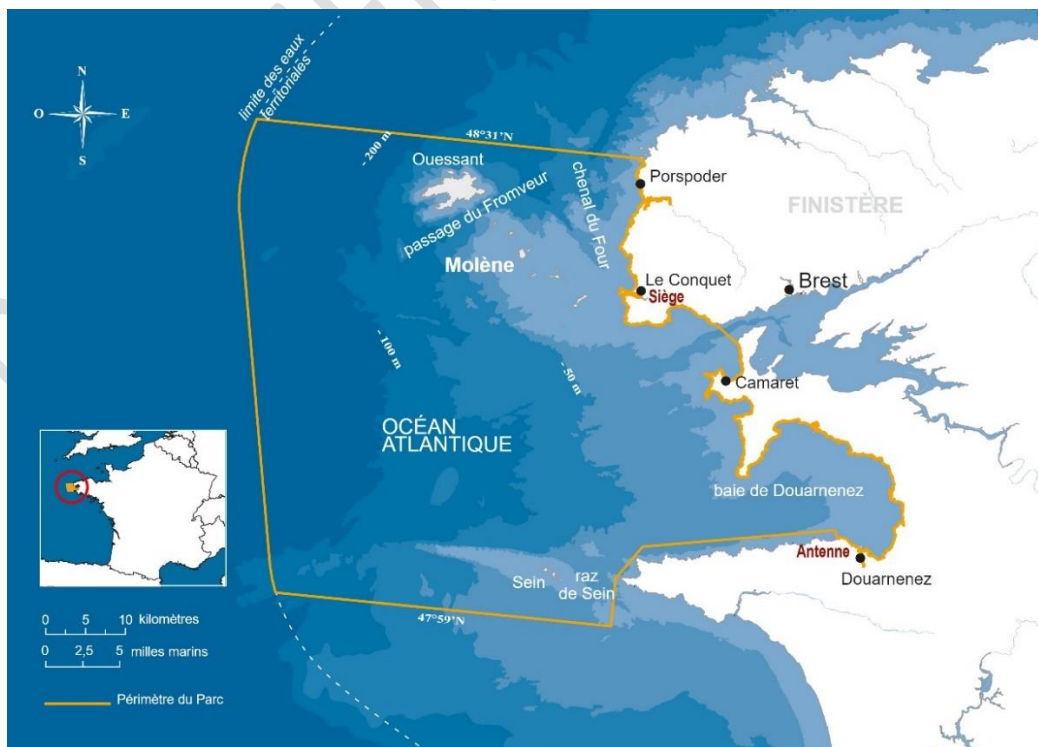 limite des eaux
territoriales
N
O
E
S
- 200 m
48°31'N
Ouessant
passage du Fromveur
chenal du Four
Porspoder
FINISTÈRE
Molène
Le Conquet
Siège
Brest
- 100 m
- 50 m
Camaret
OCÉAN
ATLANTIQUE
baie de Douarnenez
Antenne
Douarnenez
Sein
raz
de Sein
47°59'N
0 5 10 kilomètres
0 2,5 5 milles marins
Périmètre du Parc